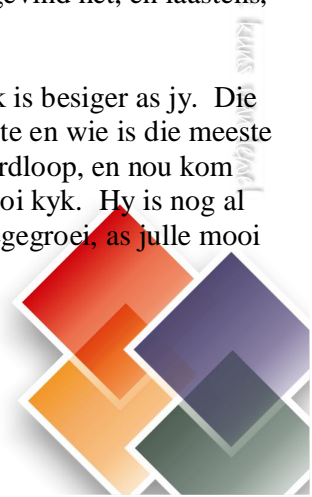 gevind het, en laastens,
k is besiger as jy. Die
te en wie is die meeste
rdloop, en nou kom
oi kyk. Hy is nog al
gegroei, as julle mooi